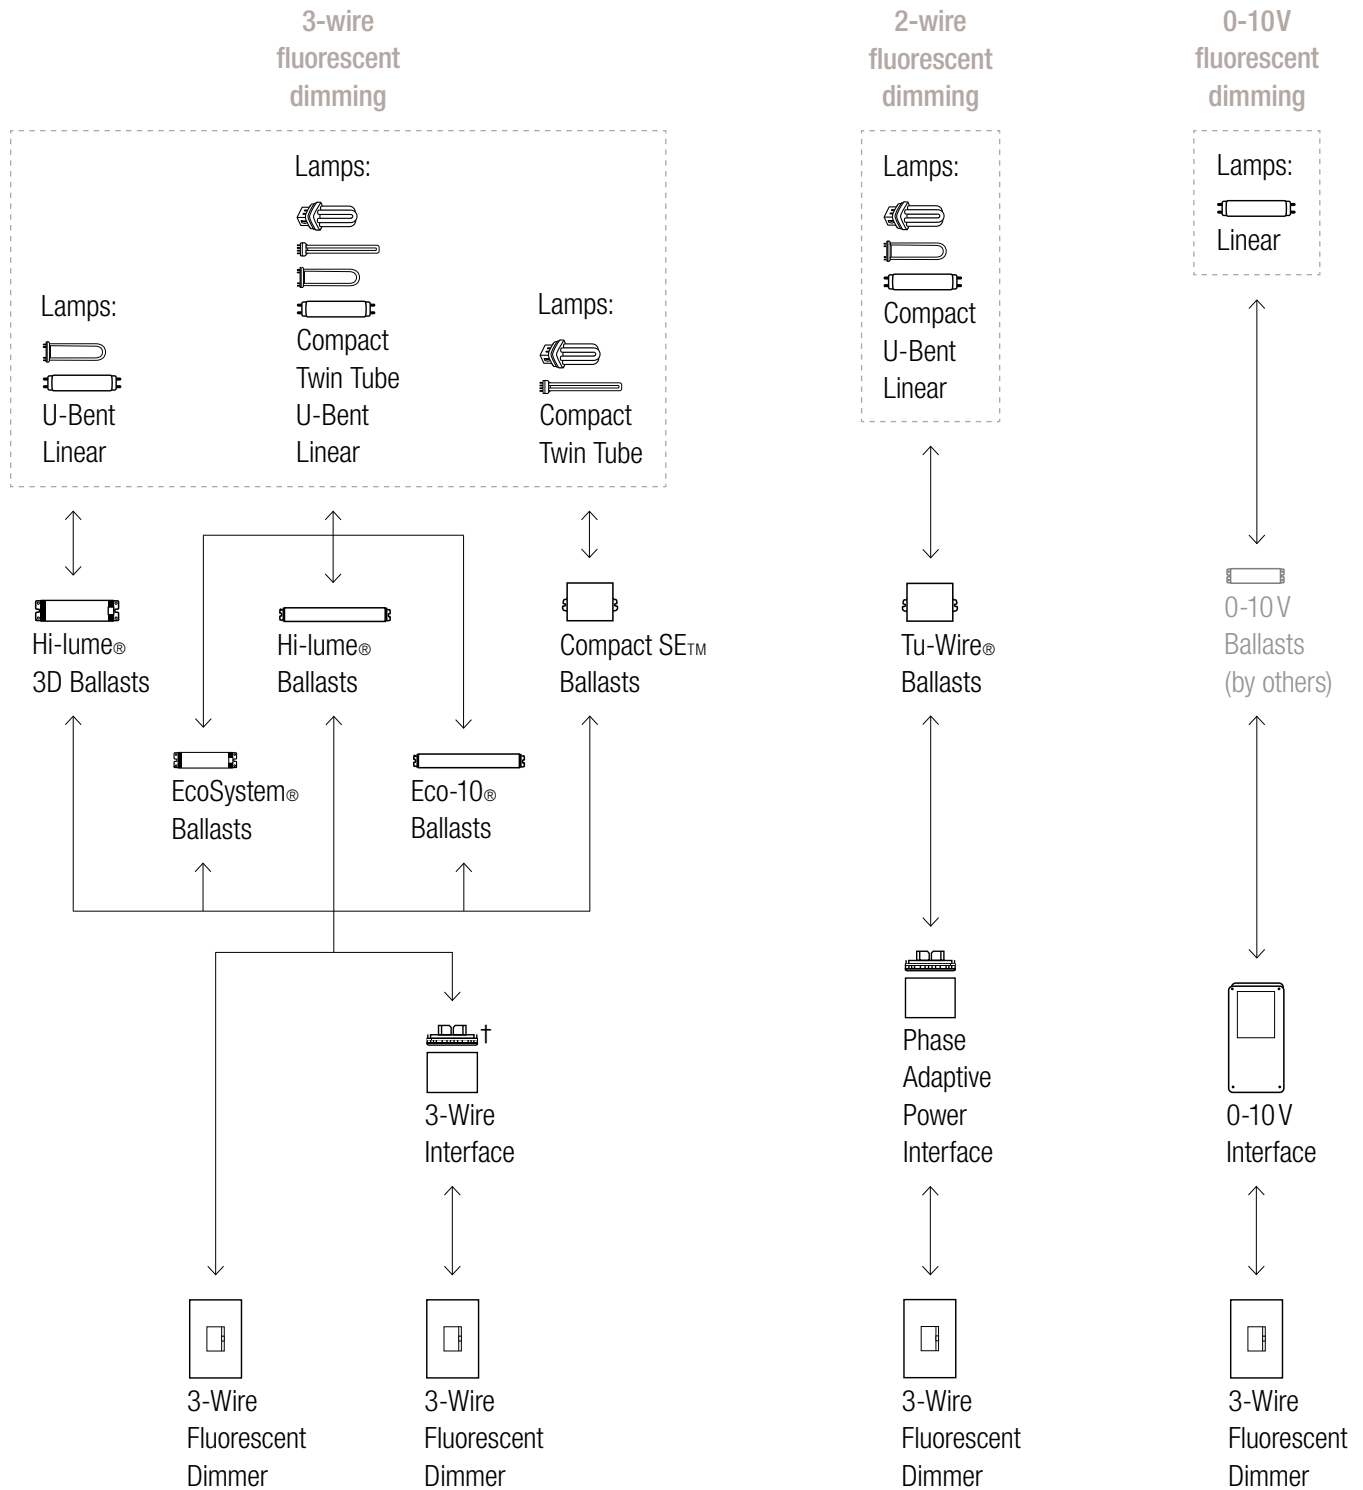 3-wire
fluorescent
dimming
2-wire
fluorescent
dimming
0-10V
fluorescent
dimming
Lamps:
U-Bent
Linear
Lamps:
Compact
Twin Tube
U-Bent
Linear
Lamps:
Compact
Twin Tube
Lamps:
Compact
U-Bent
Linear
Lamps:
Linear
Hi-lume®
3D Ballasts
Hi-lume®
Ballasts
Compact SE™
Ballasts
Tu-Wire®
Ballasts
0-10V
Ballasts
(by others)
EcoSystem®
Ballasts
Eco-10®
Ballasts
†
3-Wire
Interface
Phase
Adaptive
Power
Interface
0-10V
Interface
3-Wire
Fluorescent
Dimmer
3-Wire
Fluorescent
Dimmer
3-Wire
Fluorescent
Dimmer
3-Wire
Fluorescent
Dimmer